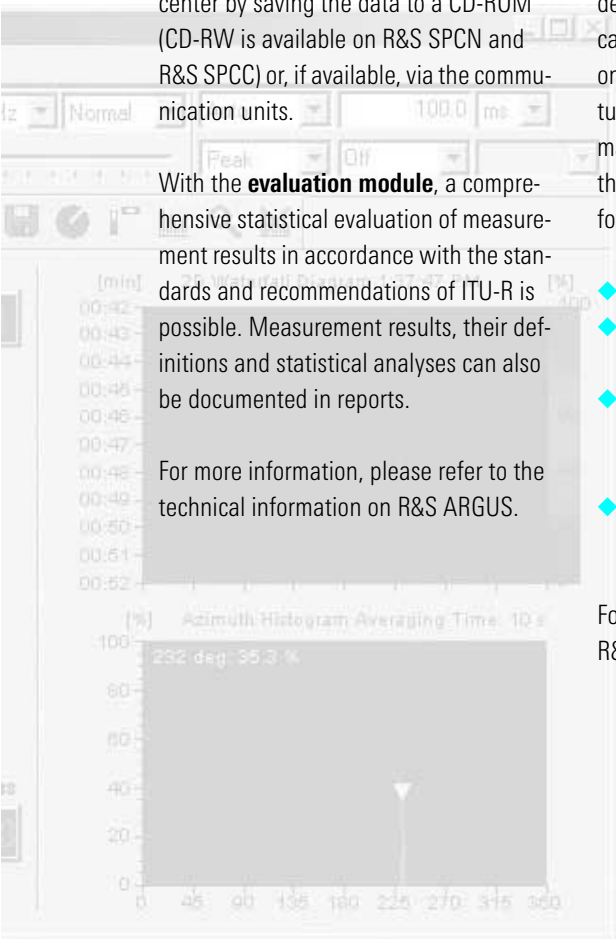 center by saving the data to a CD-ROM
(CD-RW is available on R&S SPCN and
R&S SPCC) or, if available, via the commu-
nication units.
With the evaluation module, a compre-
hensive statistical evaluation of measure-
ment results in accordance with the stan-
dards and recommendations of ITU-R is
possible. Measurement results, their def-
initions and statistical analyses can also
be documented in reports.
For more information, please refer to the
technical information on R&S ARGUS.
Normal
100.0 ms
Peak Off
[min] Waterfall Diagram [%]
00:42
00:43
00:44
00:45
00:46
00:47
00:48
00:49
00:50
00:51
00:52
[%] Azimuth Histogram Averaging Time: 10 s
232 deg: 35.3 %
100
80
60
40
20
0
0 45 90 135 180 225 270 315 360